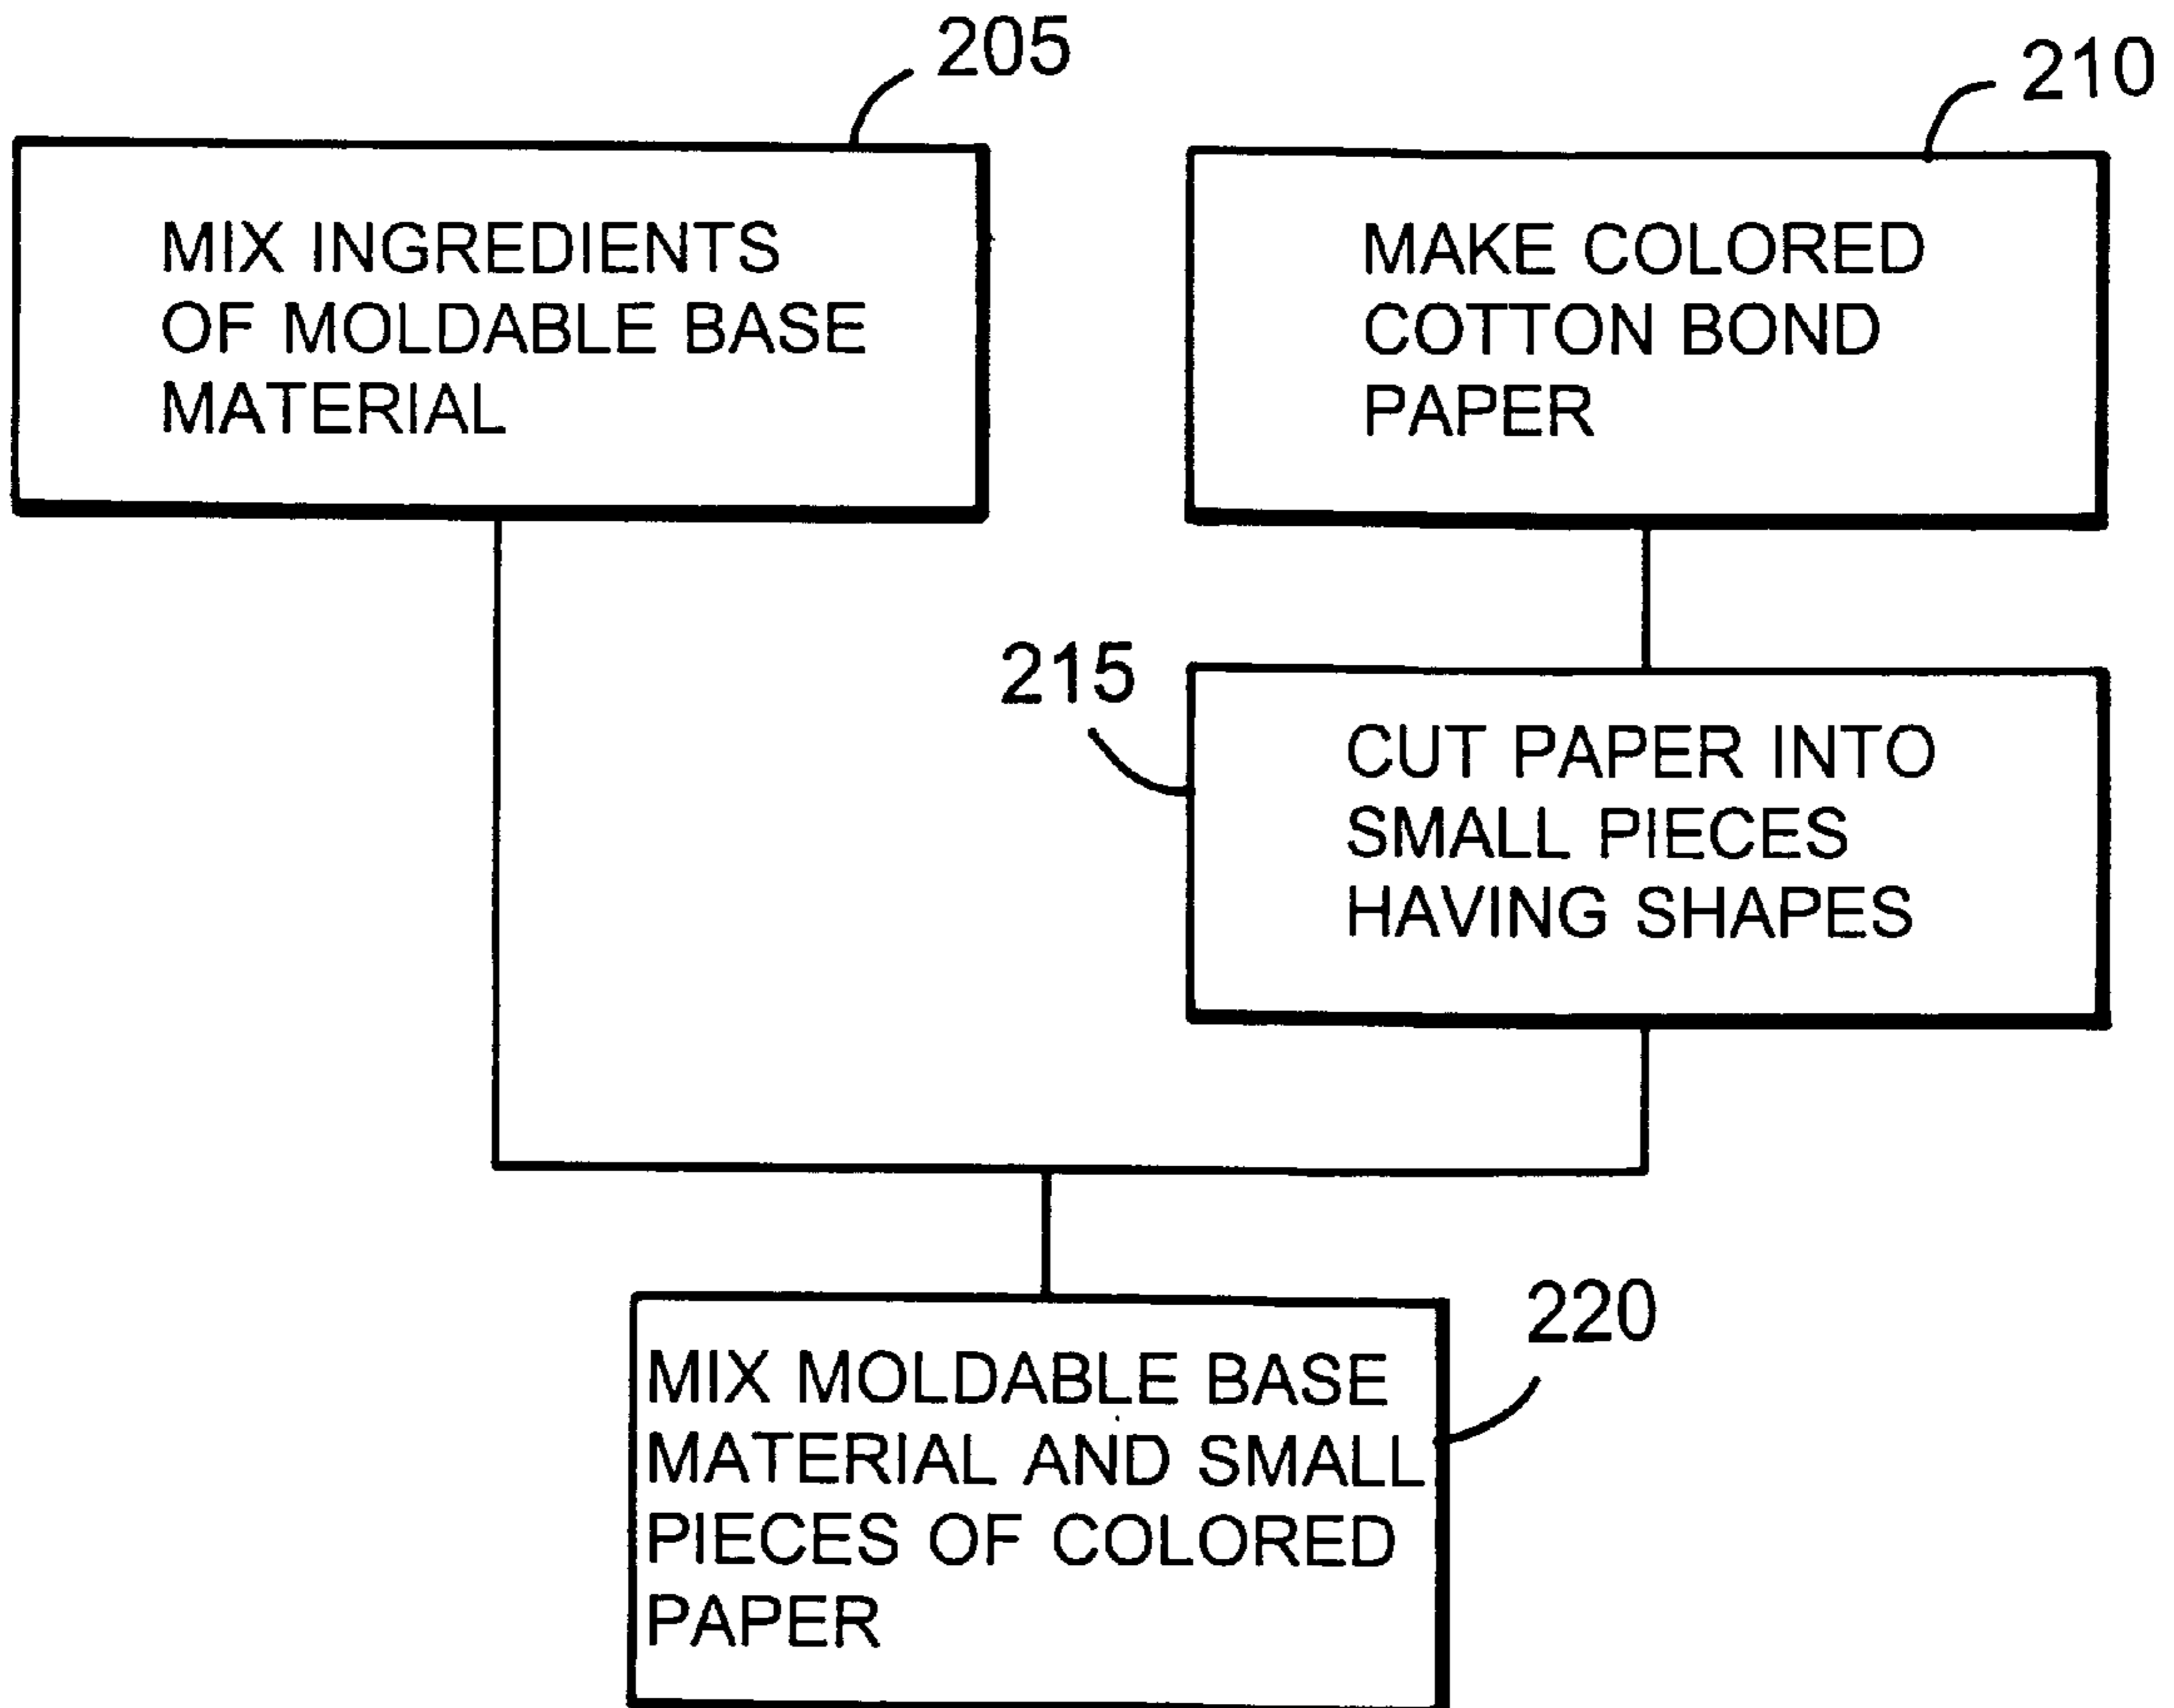 205
MIX INGREDIENTS
OF MOLDABLE BASE
MATERIAL
210
MAKE COLORED
COTTON BOND
PAPER
215
CUT PAPER INTO
SMALL PIECES
HAVING SHAPES
220
MIX MOLDABLE BASE
MATERIAL AND SMALL
PIECES OF COLORED
PAPER